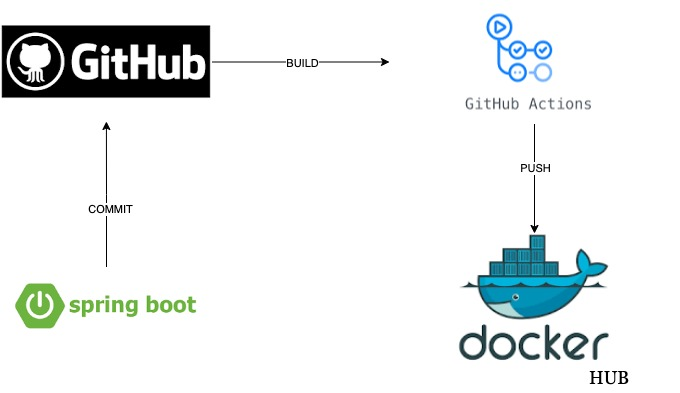 GitHub
BUILD
GitHub Actions
PUSH
COMMIT
spring boot
docker
HUB